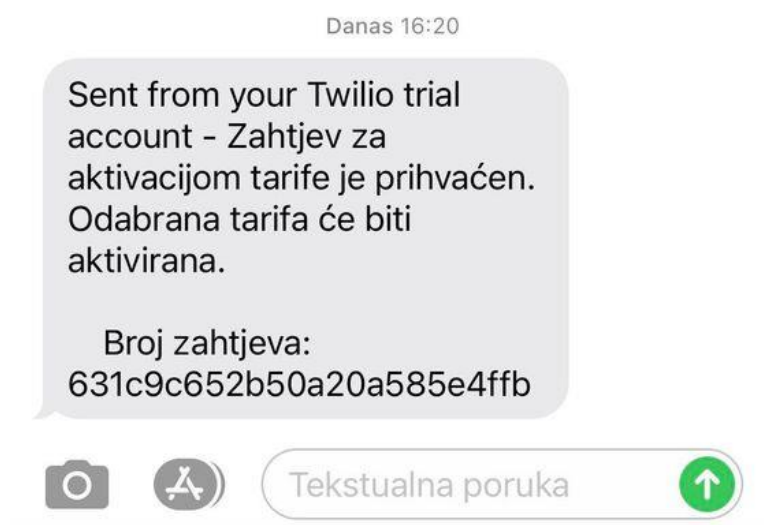 Danas 16:20
Sent from your Twilio trial
account - Zahtjev za
aktivacijom tarife je prihvaćen.
Odabrana tarifa će biti
aktivirana.
Broj zahtjeva:
631c9c652b50a20a585e4ffb
Tekstualna poruka